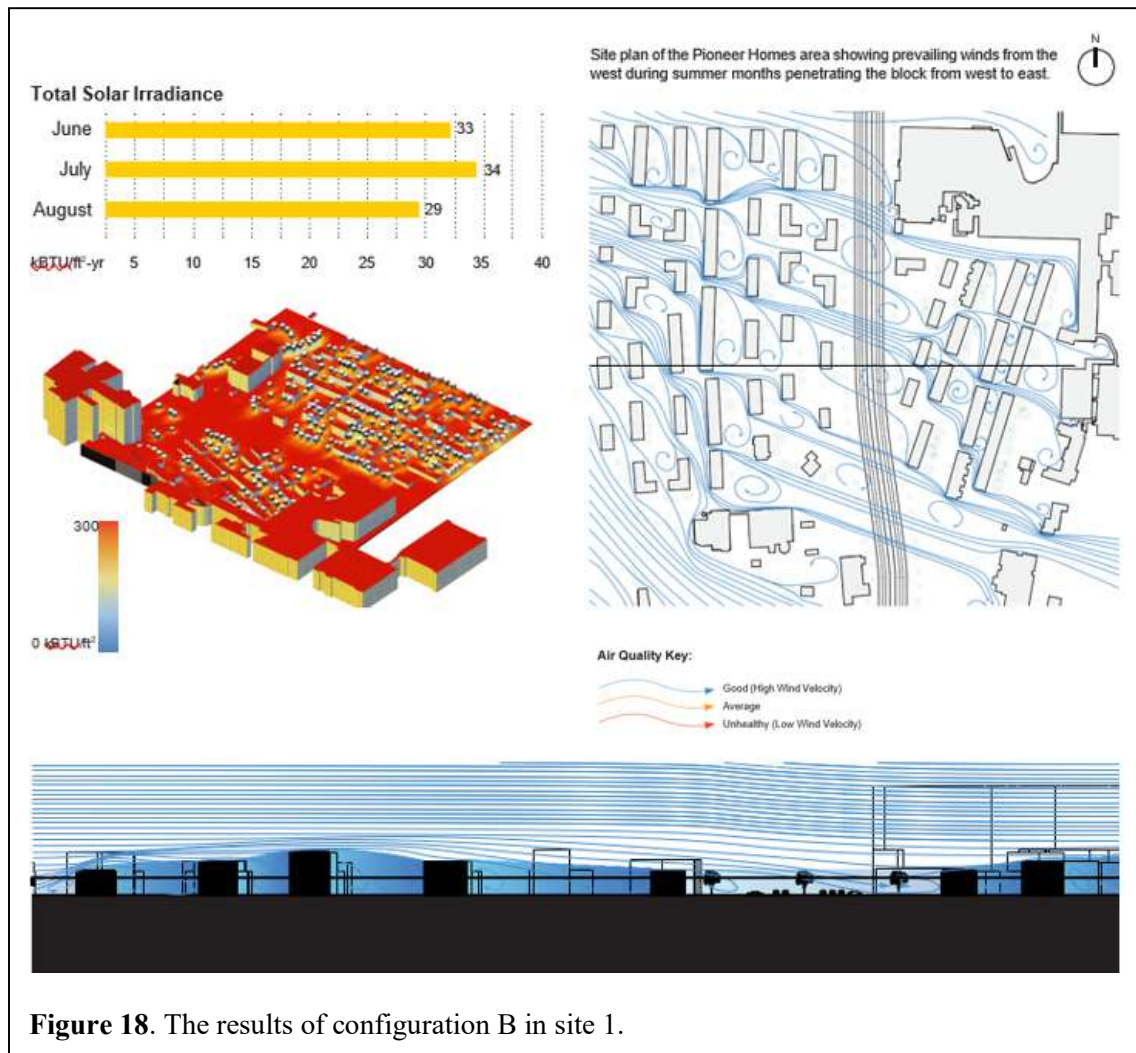 N
Site plan of the Pioneer Homes area showing prevailing winds from the
west during summer months penetrating the block from west to east.
Total Solar Irradiance
June 33
July 34
August 29
kBTU/ft²-yr 5 10 15 20 25 30 35 40
300
0 kBTU/ft²
Air Quality Key:
Good (High Wind Velocity)
Average
Unhealthy (Low Wind Velocity)
Figure 18. The results of configuration B in site 1.